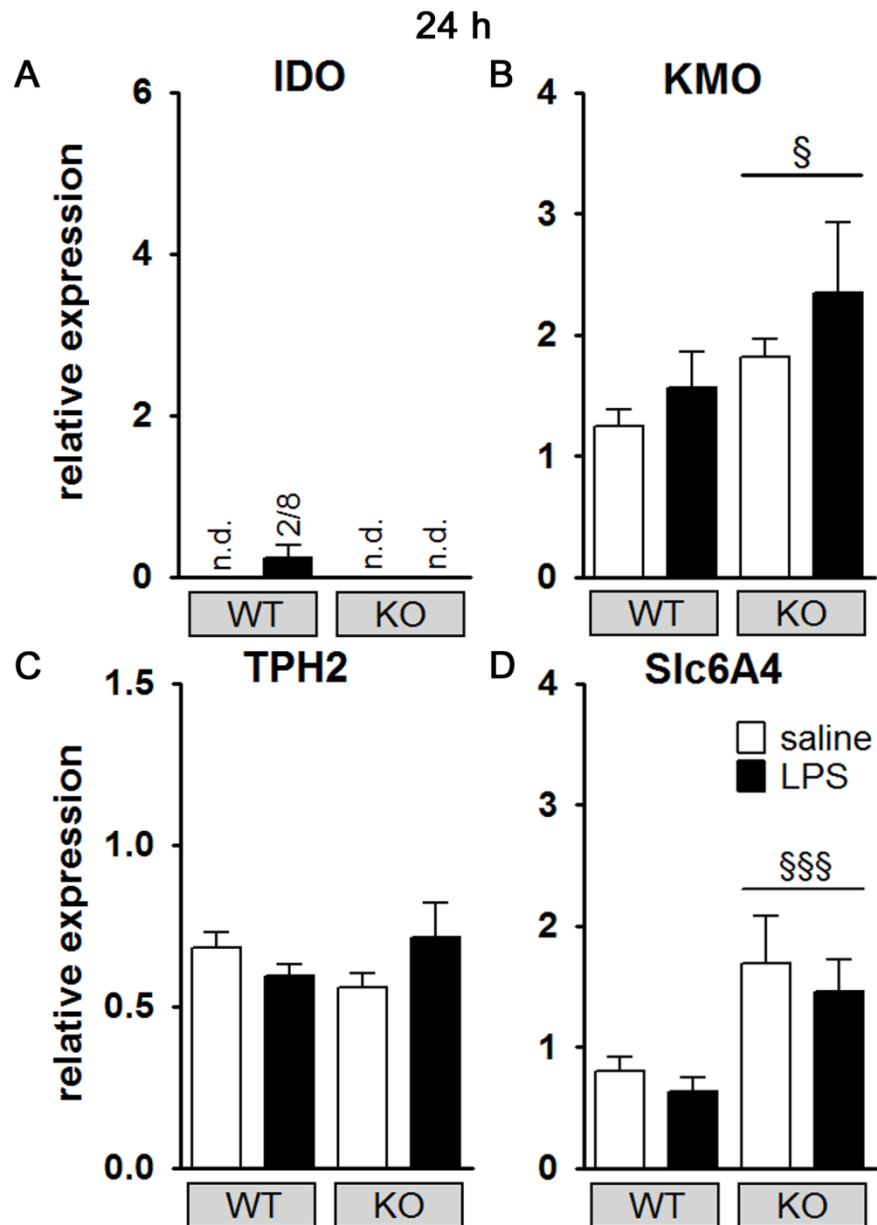 24 h
A IDO
relative expression
6
4
2
0
n.d. 2/8 n.d. n.d.
WT KO
B KMO
4
3
2
1
0
§
WT KO
C TPH2
relative expression
1.5
1.0
0.5
0.0
WT KO
D Slc6A4
4
3
2
1
0
saline
LPS
§§§
WT KO